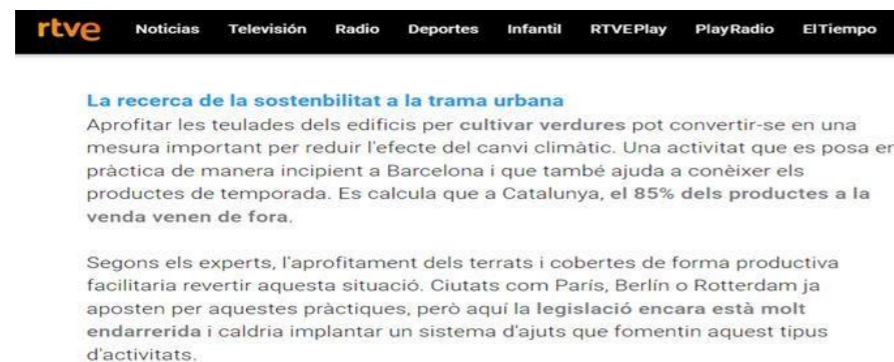 rtve Noticias Televisión Radio Deportes Infantil RTVEPlay PlayRadio ElTiempo
La recerca de la sostenbilitat a la trama urbana
Aprofitar les teulades dels edificis per cultivar verdures pot convertir-se en una
mesura important per reduir l'efecte del canvi climàtic. Una activitat que es posa en
pràctica de manera incipient a Barcelona i que també ajuda a conèixer els
productes de temporada. Es calcula que a Catalunya, el 85% dels productes a la
venda venen de fora.
Segons els experts, l'aprofitament dels terrats i cobertes de forma productiva
facilitaria revertir aquesta situació. Ciutats com París, Berlín o Rotterdam ja
aposten per aquestes pràctiques, però aquí la legislació encara està molt
endarrerida i caldria implantar un sistema d'ajuts que fomentin aquest tipus
d'activitats.